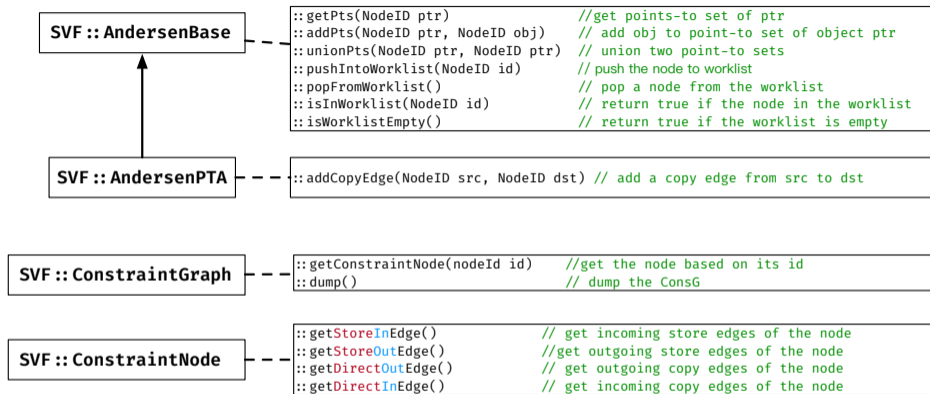 SVF::AndersenBase
::getPts(NodeID ptr) //get points-to set of ptr
::addPts(NodeID ptr, NodeID obj) // add obj to point-to set of object ptr
::unionPts(NodeID ptr, NodeID ptr) // union two point-to sets
::pushIntoWorklist(NodeID id) // push the node to worklist
::popFromWorklist() // pop a node from the worklist
::isInWorklist(NodeID id) // return true if the node in the worklist
::isWorklistEmpty() // return true if the worklist is empty
SVF::AndersenPTA
::addCopyEdge(NodeID src, NodeID dst) // add a copy edge from src to dst
SVF::ConstraintGraph
::getConstraintNode(nodeId id) //get the node based on its id
::dump() // dump the ConsG
SVF::ConstraintNode
::getStoreInEdge() // get incoming store edges of the node
::getStoreOutEdge() //get outgoing store edges of the node
::getDirectOutEdge() // get outgoing copy edges of the node
::getDirectInEdge() // get incoming copy edges of the node